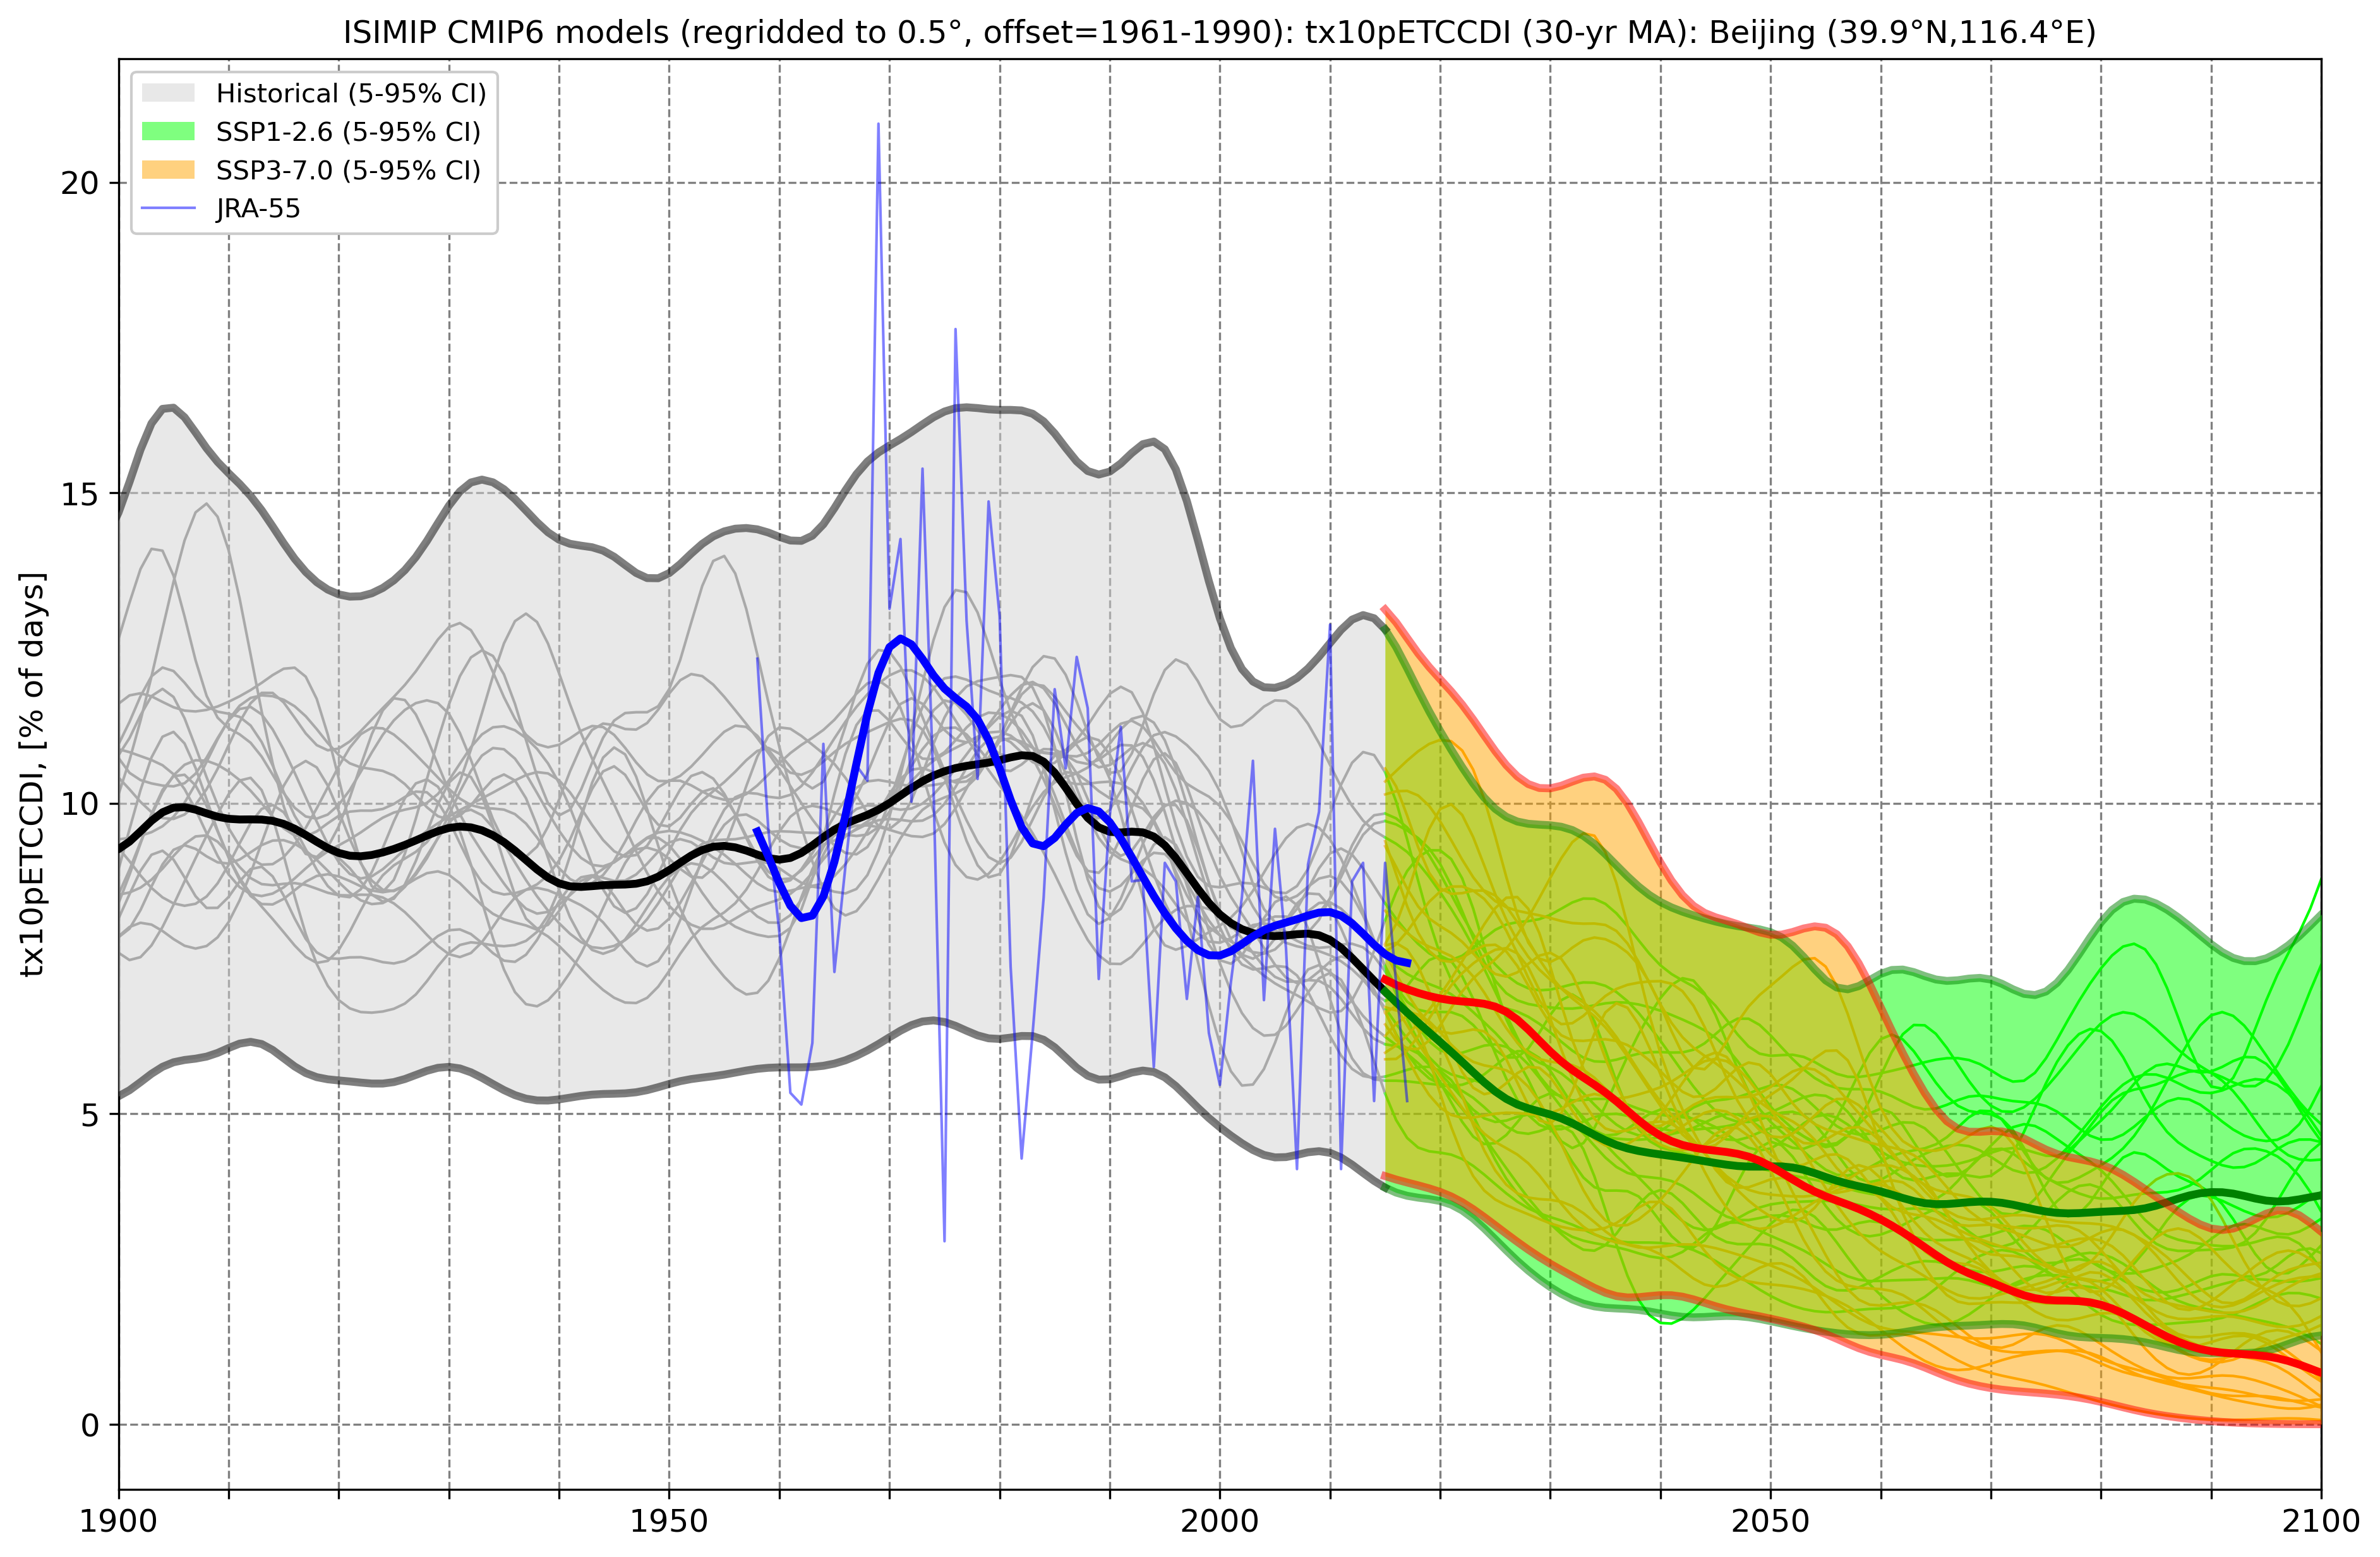 ISIMIP CMIP6 models (regridded to 0.5°, offset=1961-1990): tx10pETCCDI (30-yr MA): Beijing (39.9°N,116.4°E)
Historical (5-95% CI)
SSP1-2.6 (5-95% CI)
SSP3-7.0 (5-95% CI)
JRA-55
tx10pETCCDI, [% of days]
20
15
10
5
0
1900
1950
2000
2050
2100